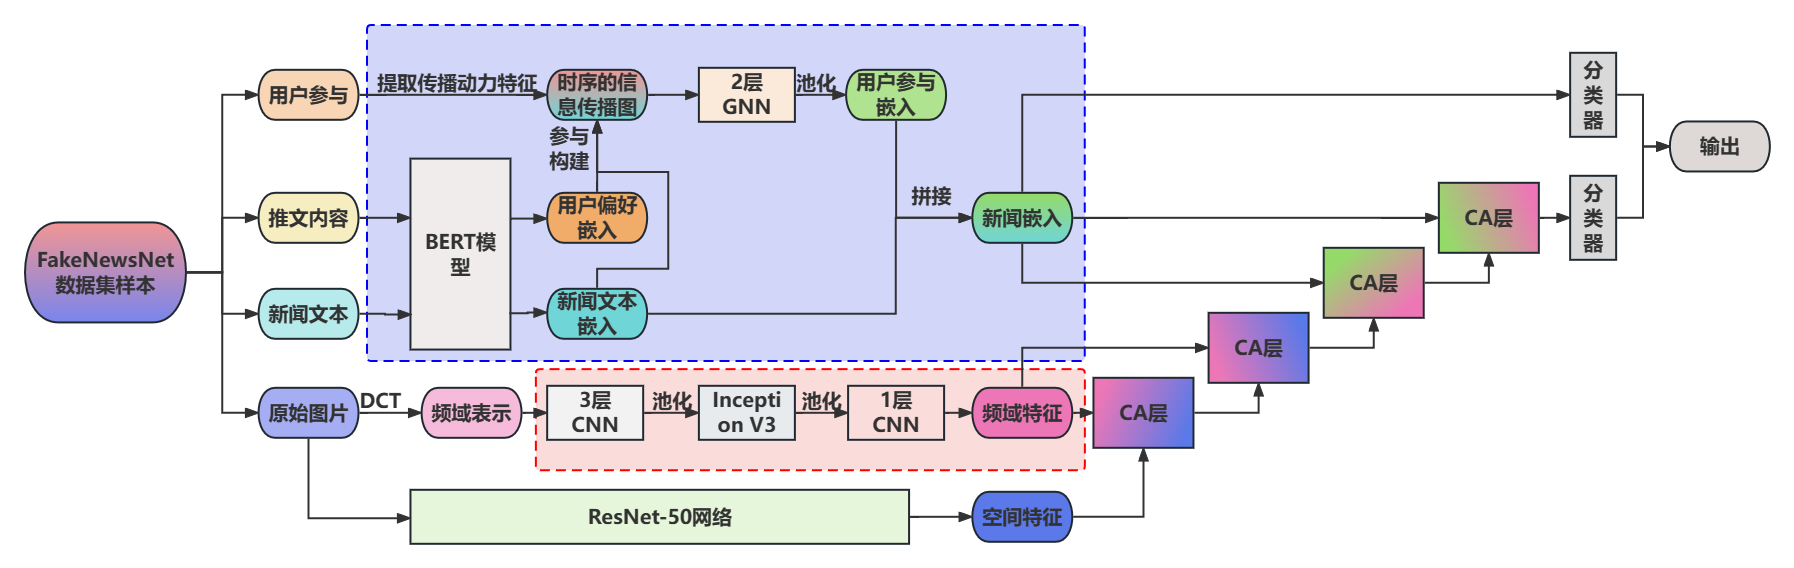 FakeNewsNet
数据集样本
用户参与
推文内容
新闻文本
原始图片
提取传播动力特征
时序的信
息传播图
2层
GNN
池化
用户参与
嵌入
参与
构建
BERT模
型
用户偏好
嵌入
新闻文本
嵌入
拼接
新闻嵌入
DCT
频域表示
3层
CNN
池化
Incepti
on V3
池化
1层
CNN
频域特征
ResNet-50网络
空间特征
CA层
CA层
CA层
CA层
分
类
器
分
类
器
输出